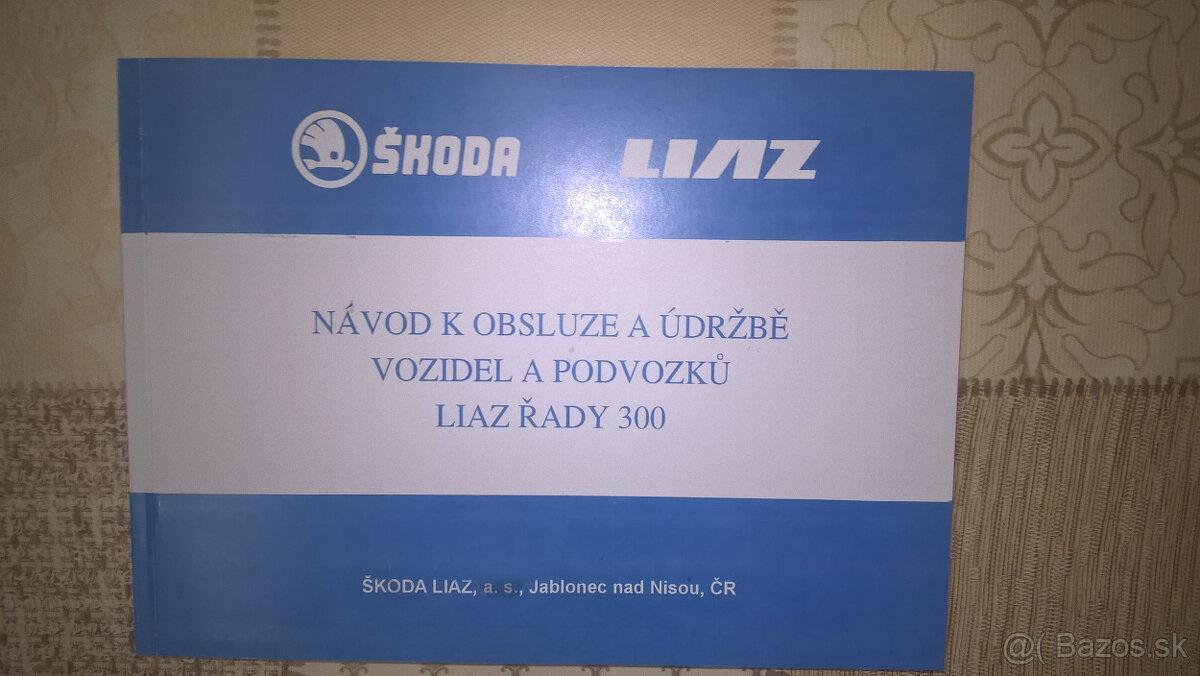 ŠKODA LIAZ
NÁVOD K OBSLUZE A ÚDRŽBĚ
VOZIDEL A PODVOZKŮ
LIAZ ŘADY 300
ŠKODA LIAZ, a. s., Jablonec nad Nisou, ČR
@( Bazos.sk